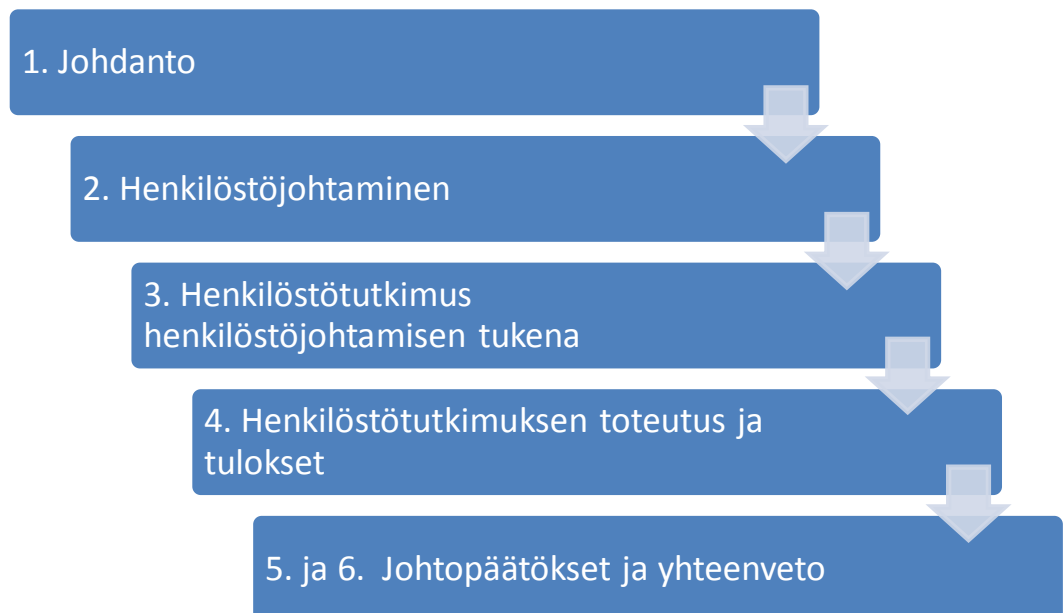 1. Johdanto
2. Henkilöstöjohtaminen
3. Henkilöstötutkimus
henkilöstöjohtamisen tukena
4. Henkilöstötutkimuksen toteutus ja
tulokset
5. ja 6. Johtopäätökset ja yhteenveto